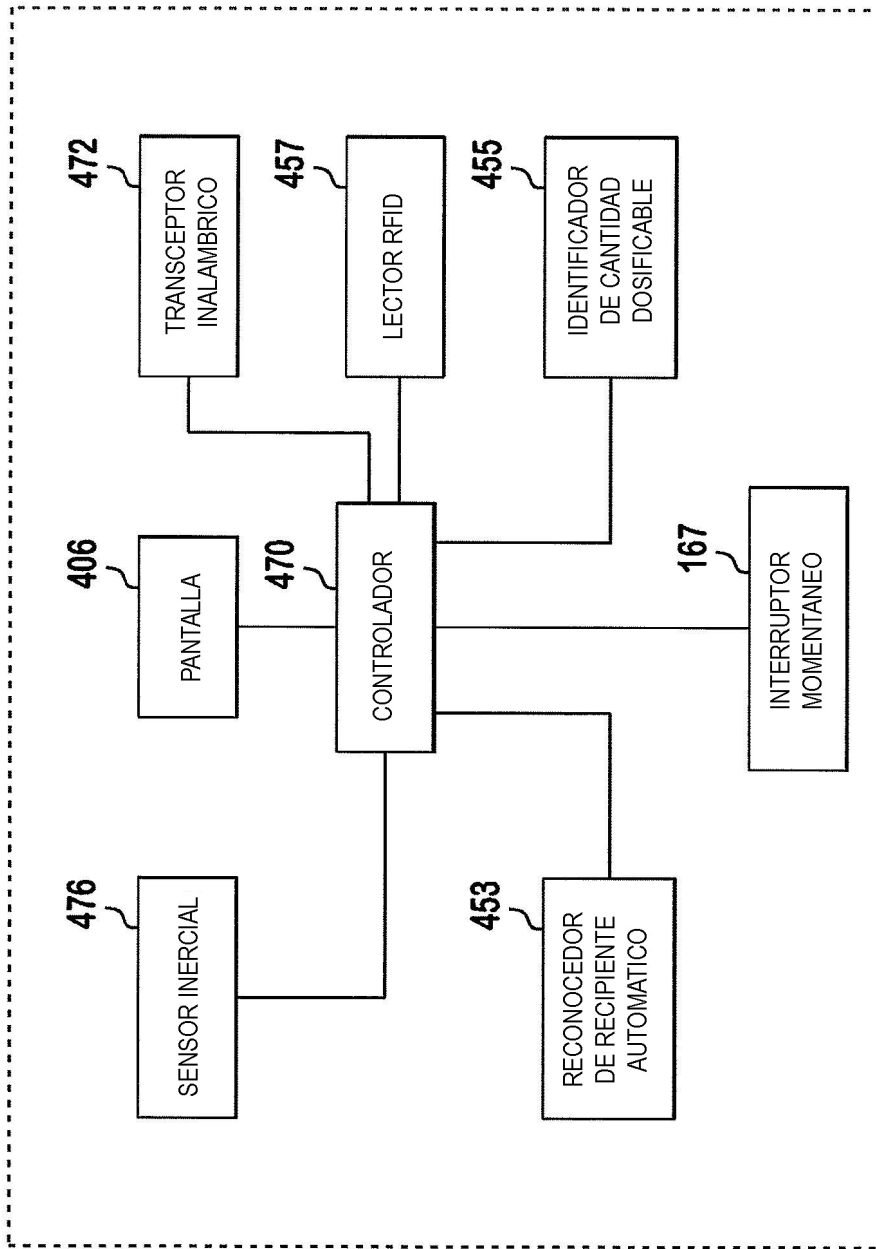 476
SENSOR INERCIAL
406
PANTALLA
472
TRANSCEPTOR
INALAMBRICO
470
CONTROLADOR
457
LECTOR RFID
453
RECONOCEDOR
DE RECIPIENTE
AUTOMATICO
167
INTERRUPTOR
MOMENTANEO
455
IDENTIFICADOR
DE CANTIDAD
DOSIFICABLE